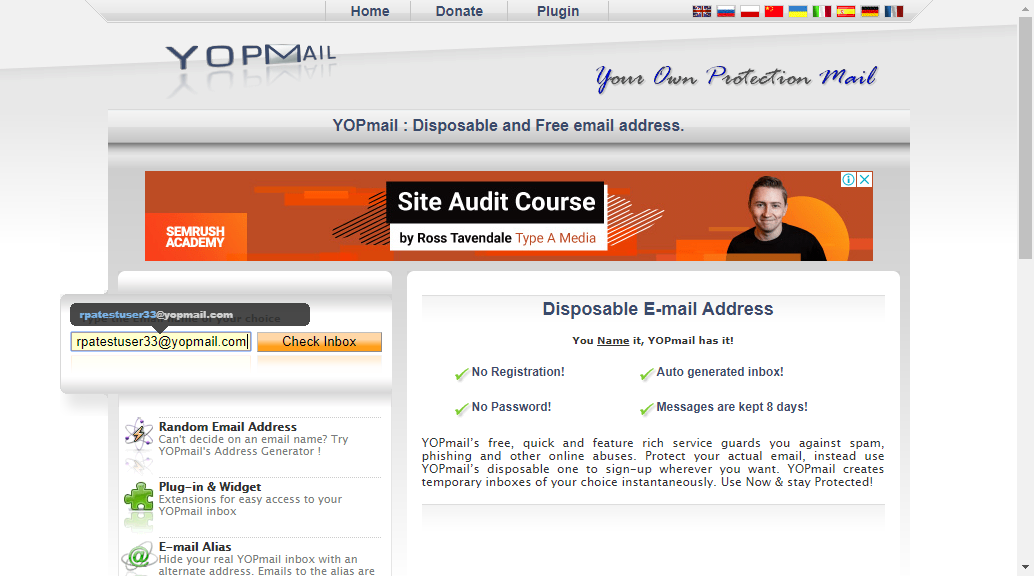 Home Donate Plugin
YOPMAIL
Your Own Protection Mail
YOPmail : Disposable and Free email address.
SEMRUSH
ACADEMY
Site Audit Course
by Ross Tavendale Type A Media
rpatestuser33@yopmail.com
your choice
rpatestuser33@yopmail.com
Check Inbox
Random Email Address
Can't decide on an email name? Try
YOPmail's Address Generator !
Plug-in & Widget
Extensions for easy access to your
YOPmail inbox
E-mail Alias
Hide your real YOPmail inbox with an
alternate address. Emails to the alias are
Disposable E-mail Address
You Name it, YOPmail has it!
No Registration! Auto generated inbox!
No Password! Messages are kept 8 days!
YOPmail's free, quick and feature rich service guards you against spam,
phishing and other online abuses. Protect your actual email, instead use
YOPmail's disposable one to sign-up wherever you want. YOPmail creates
temporary inboxes of your choice instantaneously. Use Now & stay Protected!